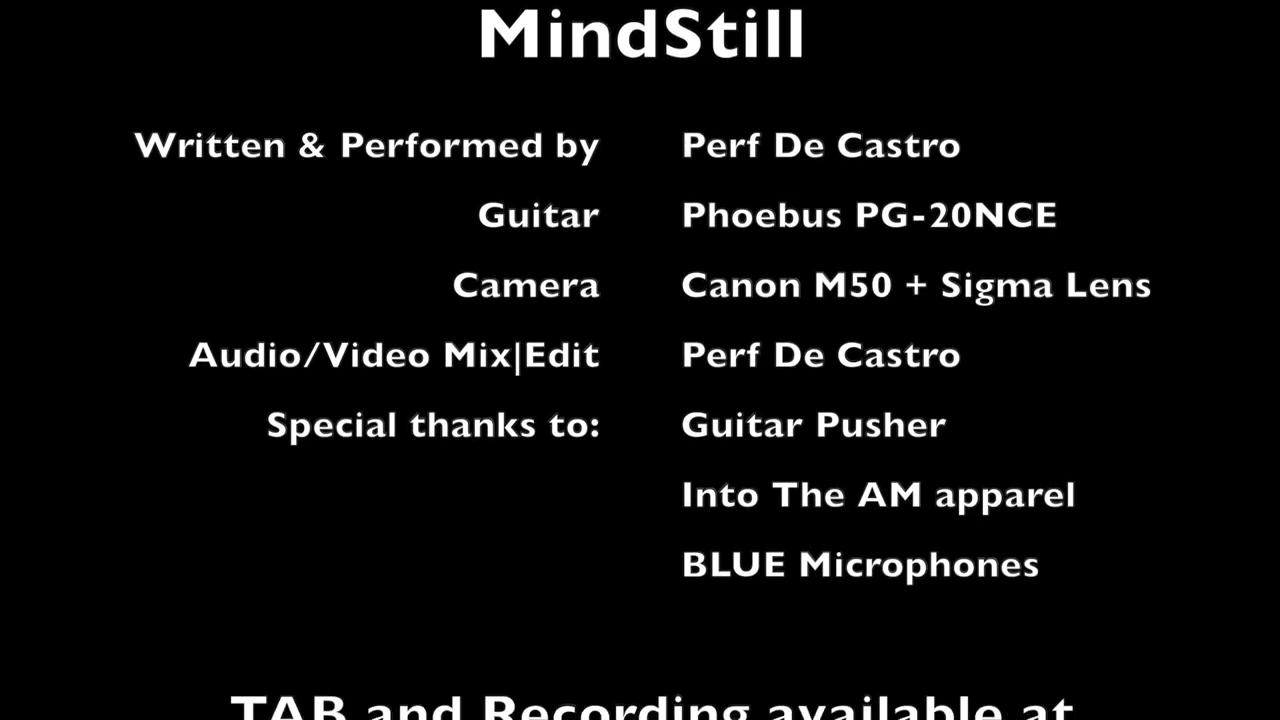 MindStill
Written & Performed by Perf De Castro
Guitar Phoebus PG-20NCE
Camera Canon M50 + Sigma Lens
Audio/Video Mix|Edit Perf De Castro
Special thanks to: Guitar Pusher
Into The AM apparel
BLUE Microphones
TAB and Recording available at